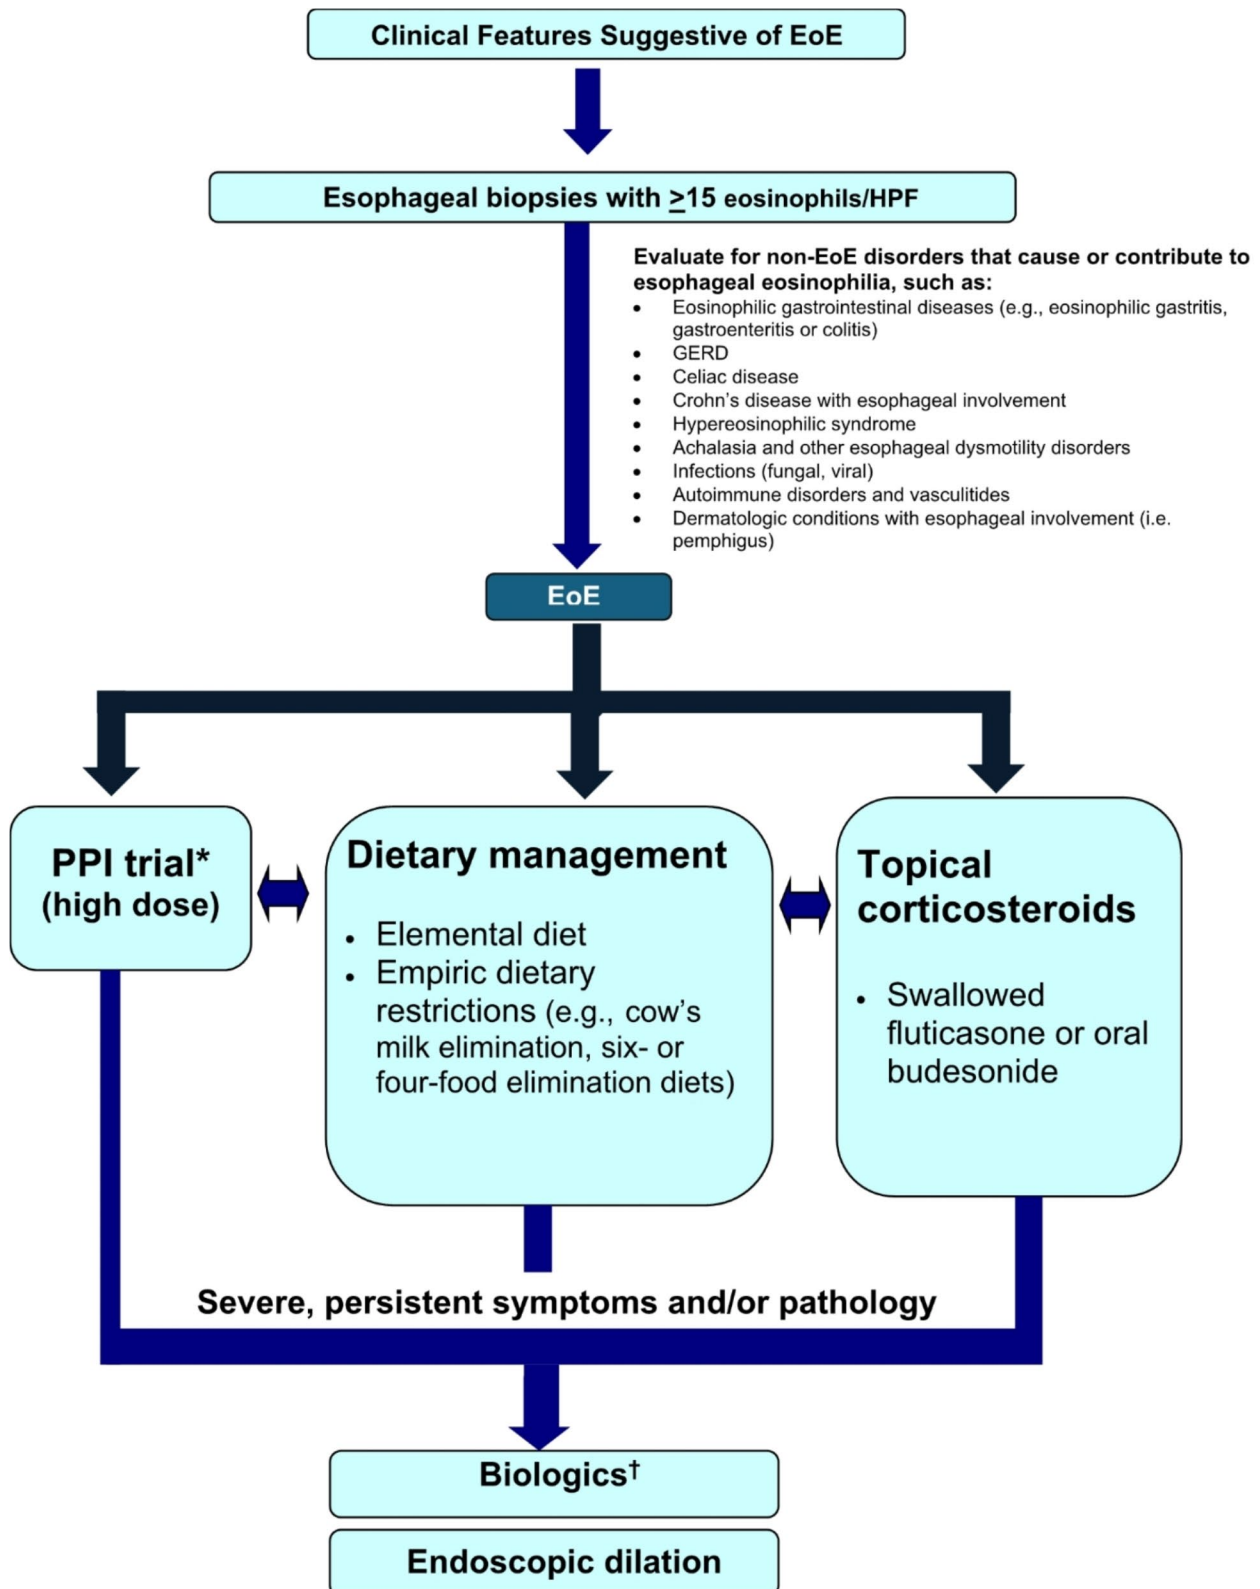 Clinical Features Suggestive of EoE
Esophageal biopsies with ≥15 eosinophils/HPF
Evaluate for non-EoE disorders that cause or contribute to
esophageal eosinophilia, such as:
• Eosinophilic gastrointestinal diseases (e.g., eosinophilic gastritis,
gastroenteritis or colitis)
• GERD
• Celiac disease
• Crohn's disease with esophageal involvement
• Hypereosinophilic syndrome
• Achalasia and other esophageal dysmotility disorders
• Infections (fungal, viral)
• Autoimmune disorders and vasculitides
• Dermatologic conditions with esophageal involvement (i.e.
pemphigus)
EoE
PPI trial*
(high dose)
Dietary management
• Elemental diet
• Empiric dietary
restrictions (e.g., cow's
milk elimination, six- or
four-food elimination diets)
Topical
corticosteroids
• Swallowed
fluticasone or oral
budesonide
Severe, persistent symptoms and/or pathology
Biologics†
Endoscopic dilation